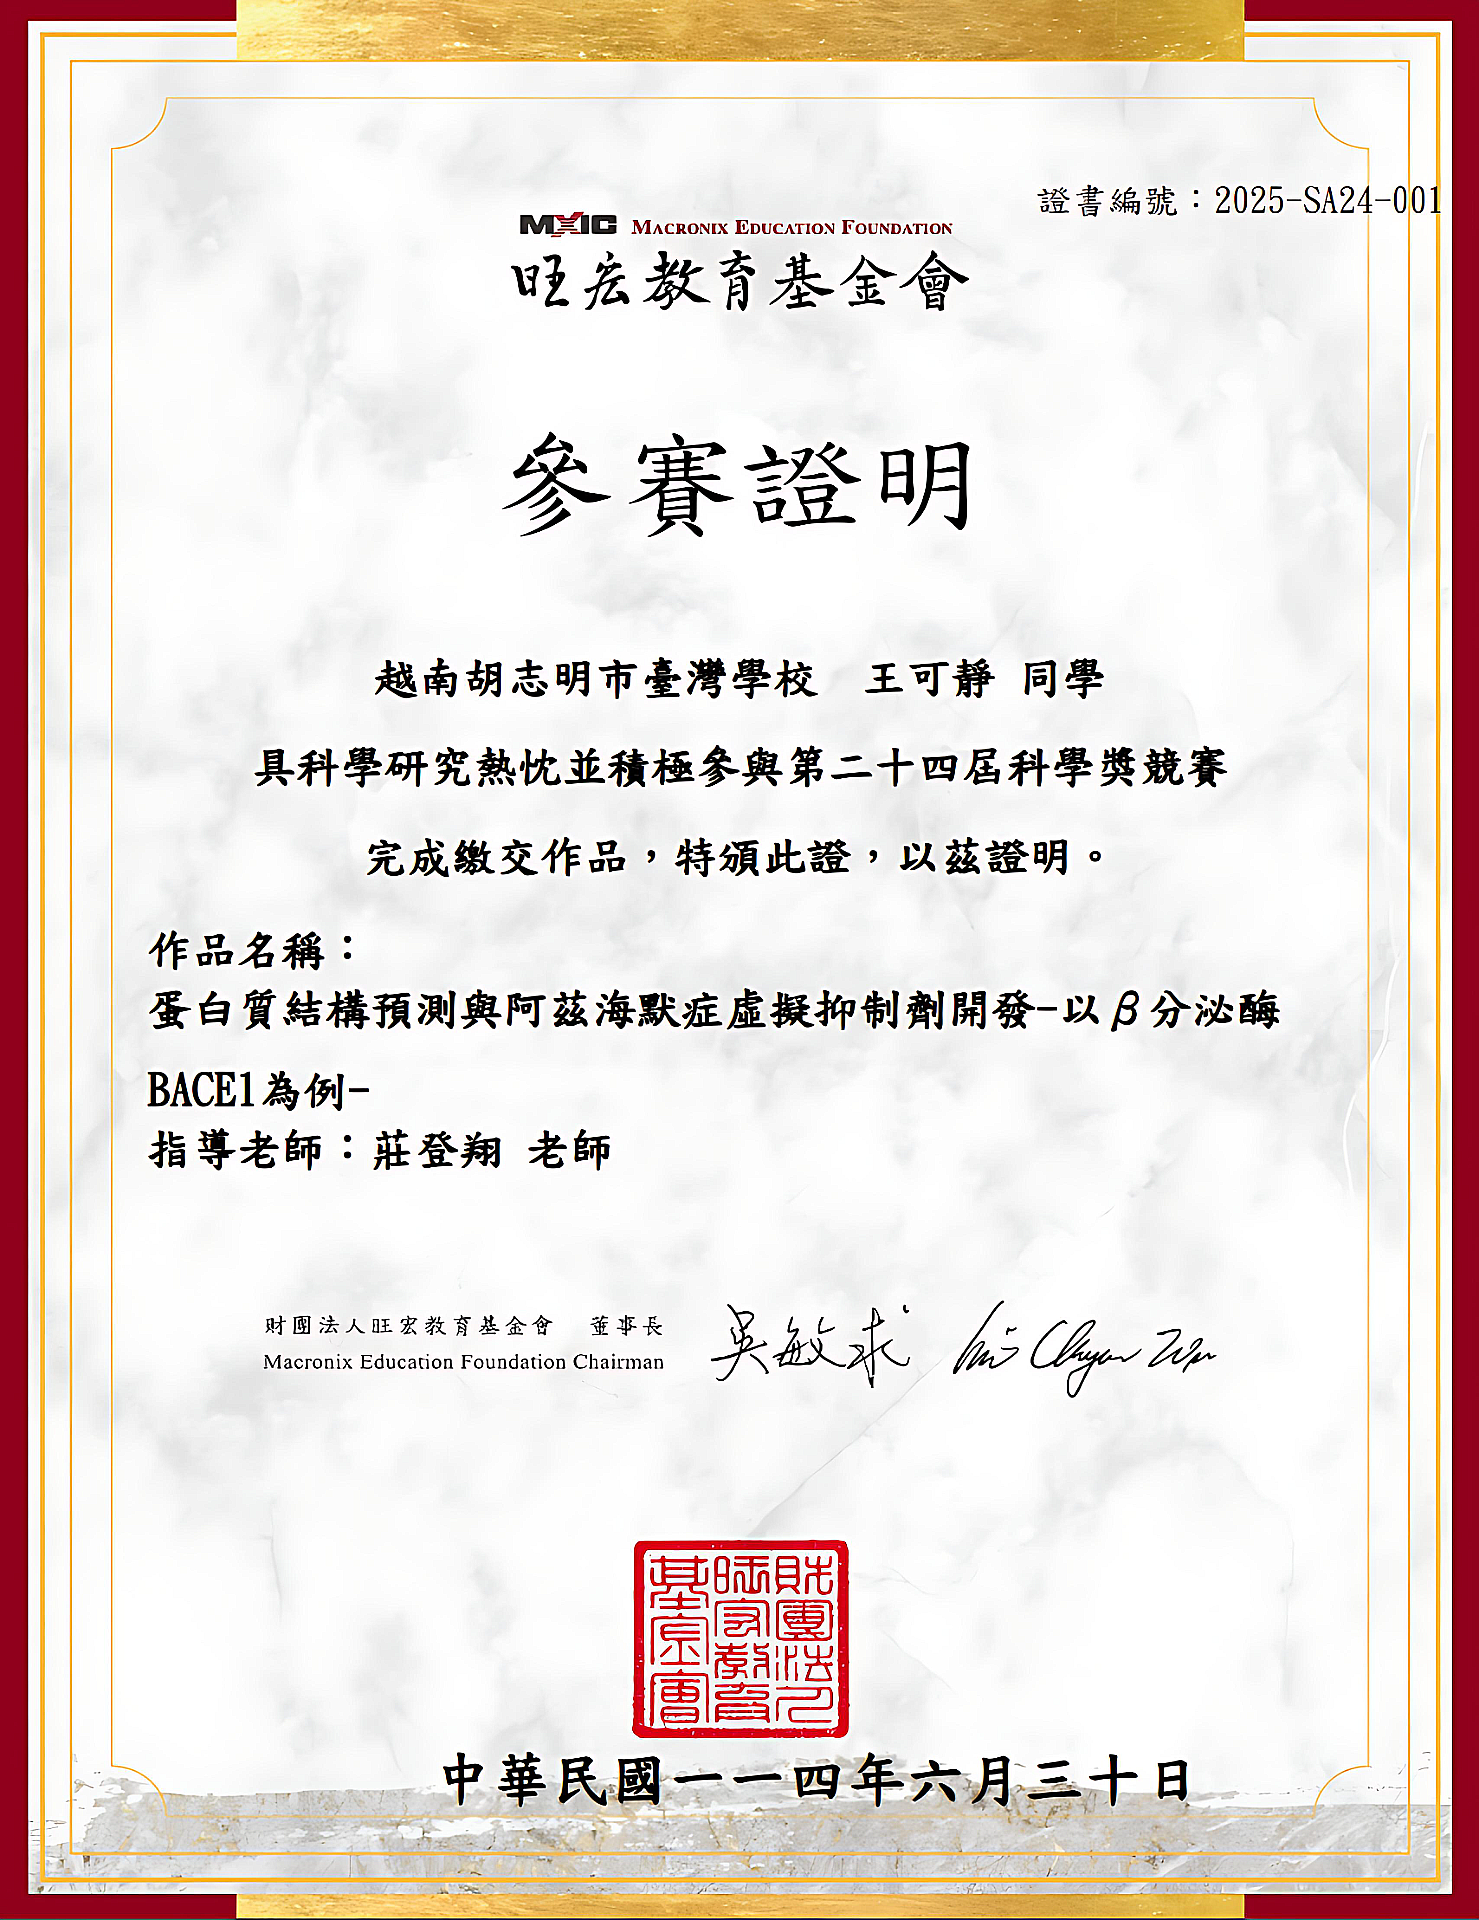 證書編號：2025-SA24-001
MXIC MACRONIX EDUCATION FOUNDATION
旺宏教育基金會
參賽證明
越南胡志明市臺灣學校 王可靜 同學
具科學研究熱忱並積極參與第二十四屆科學獎競賽
完成繳交作品，特頒此證，以茲證明。
作品名稱：
蛋白質結構預測與阿茲海默症虛擬抑制劑開發-以β分泌酶
BACE1為例-
指導老師：莊登翔 老師
財團法人旺宏教育基金會 董事長 吳敏求
Macronix Education Foundation Chairman
財團法人
旺宏教育
基金會
中華民國一一四年六月三十日